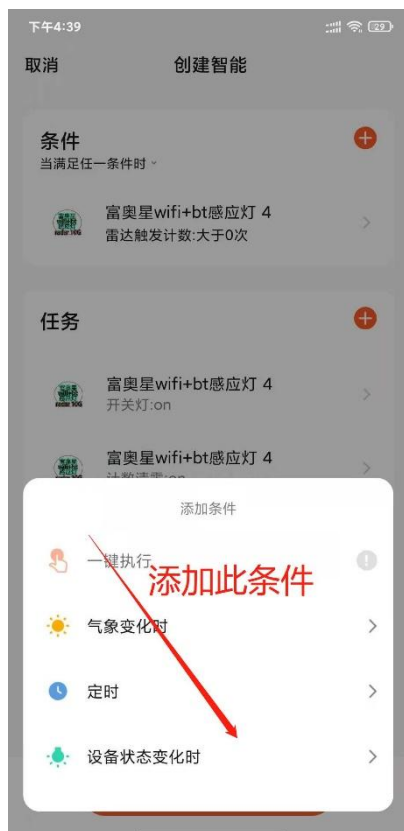 下午4:39
29
取消
创建智能
条件
当满足任一条件时
富奥星wifi+bt感应灯 4
雷达触发计数:大于0次
任务
富奥星wifi+bt感应灯 4
开关灯:on
富奥星wifi+bt感应灯 4
计数清零:on
添加条件
一键执行
添加此条件
气象变化时
定时
设备状态变化时